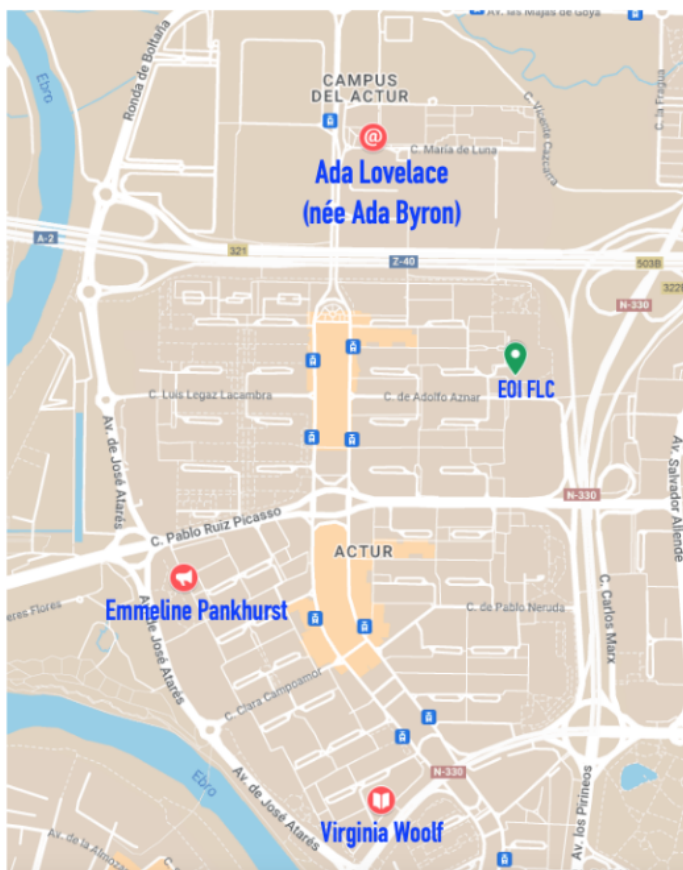 Av. las Majas de Goya
Ebro
Ronda de Boltaña
CAMPUS
DEL ACTUR
C. la Fragua
C. Vicente Cazcarra
@
C. María de Luna
Ada Lovelace
(née Ada Byron)
A-2
321
Z-40
503B
322B
N-330
EOI FLC
C. Luis Legaz Lacambra
C. de Adolfo Aznar
Av. de José Atarés
Av. Salvador Allende
N-330
C. Pablo Ruiz Picasso
ACTUR
Emmeline Pankhurst
eres Flores
C. de Pablo Neruda
C. Carlos Marx
Av. de José Atarés
C. Clara Campoamor
Ebro
Av. de José Atarés
N-330
Av. los Pirineos
Virginia Woolf
Av. de la Almoza
C.